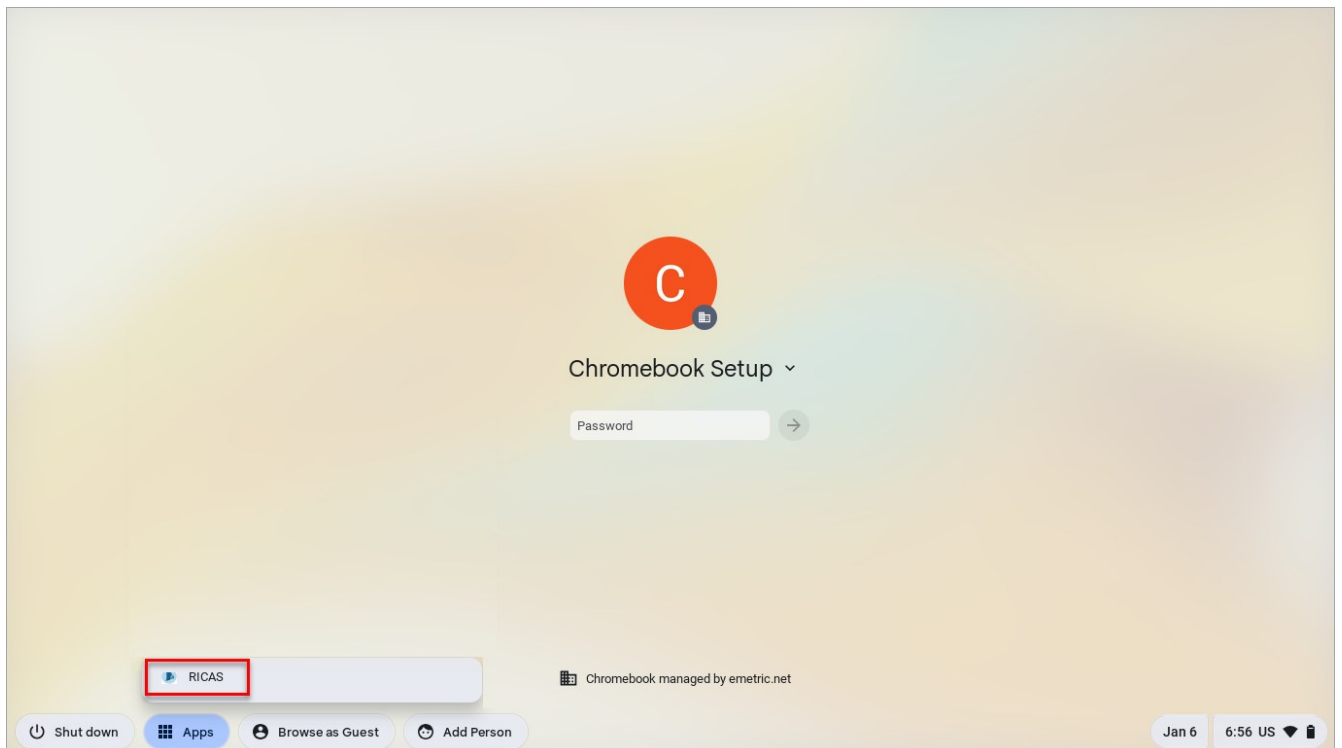 C
Chromebook Setup
Password
RICAS
Chromebook managed by emetric.net
Shut down
Apps
Browse as Guest
Add Person
Jan 6
6:56 US